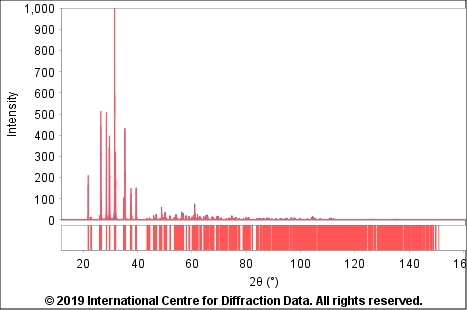 1,000
900
800
700
600
500
400
300
200
100
0
Intensity
20 40 60 80 100 120 140 160
2θ (°)
© 2019 International Centre for Diffraction Data. All rights reserved.